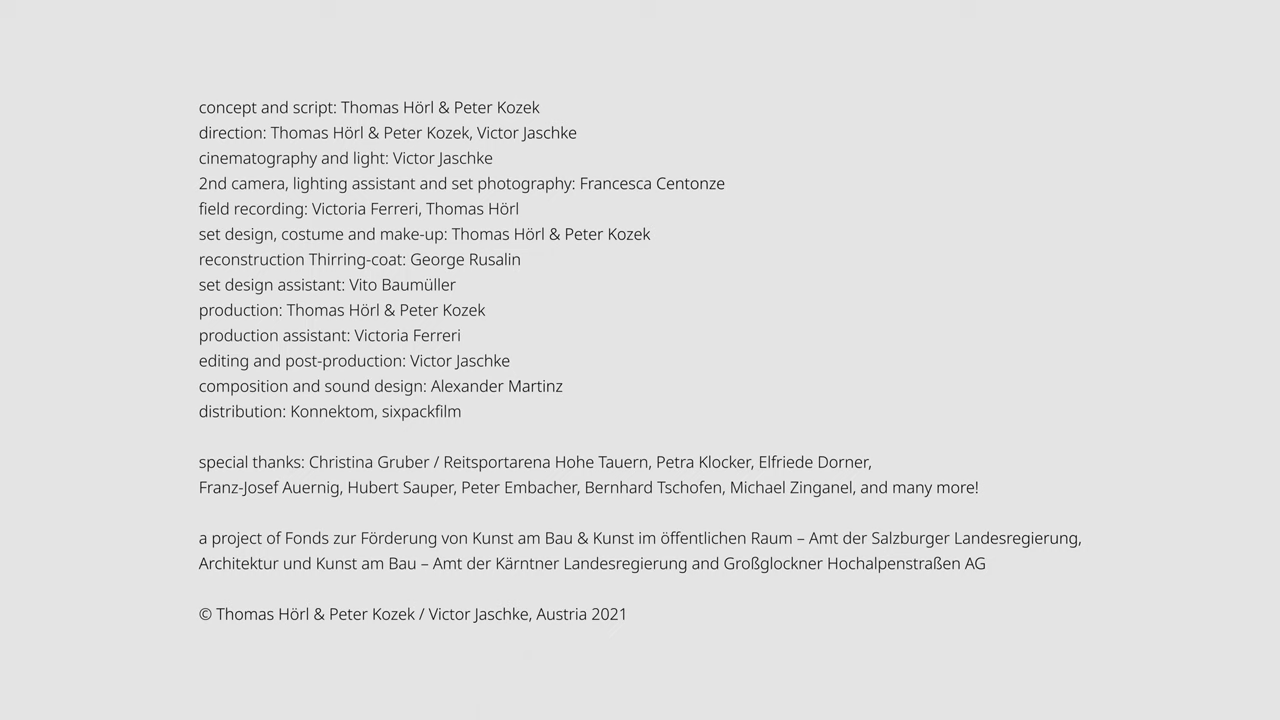 concept and script: Thomas Hörl & Peter Kozek
direction: Thomas Hörl & Peter Kozek, Victor Jaschke
cinematography and light: Victor Jaschke
2nd camera, lighting assistant and set photography: Francesca Centonze
field recording: Victoria Ferreri, Thomas Hörl
set design, costume and make-up: Thomas Hörl & Peter Kozek
reconstruction Thirring-coat: George Rusalin
set design assistant: Vito Baumüller
production: Thomas Hörl & Peter Kozek
production assistant: Victoria Ferreri
editing and post-production: Victor Jaschke
composition and sound design: Alexander Martinz
distribution: Konnektom, sixpackfilm
special thanks: Christina Gruber / Reitsportarena Hohe Tauern, Petra Klocker, Elfriede Dorner,
Franz-Josef Auernig, Hubert Sauper, Peter Embacher, Bernhard Tschofen, Michael Zinganel, and many more!
a project of Fonds zur Förderung von Kunst am Bau & Kunst im öffentlichen Raum – Amt der Salzburger Landesregierung,
Architektur und Kunst am Bau – Amt der Kärntner Landesregierung and Großglockner Hochalpenstraßen AG
© Thomas Hörl & Peter Kozek / Victor Jaschke, Austria 2021